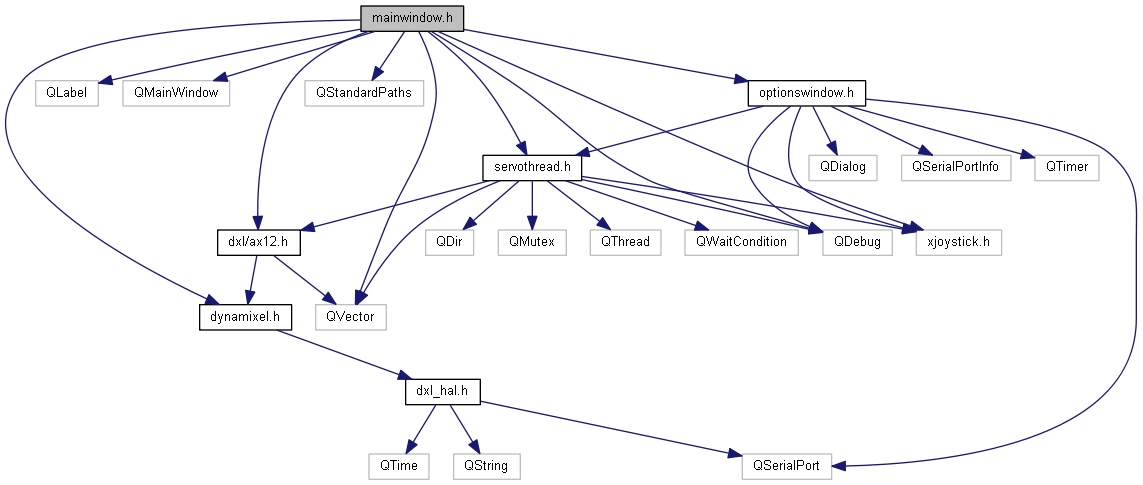 mainwindow.h
QLabel
QMainWindow
QStandardPaths
optionswindow.h
servothread.h
QDialog
QSerialPortInfo
QTimer
dxl/ax12.h
QDir
QMutex
QThread
QWaitCondition
QDebug
xjoystick.h
dynamixel.h
QVector
dxl_hal.h
QTime
QString
QSerialPort